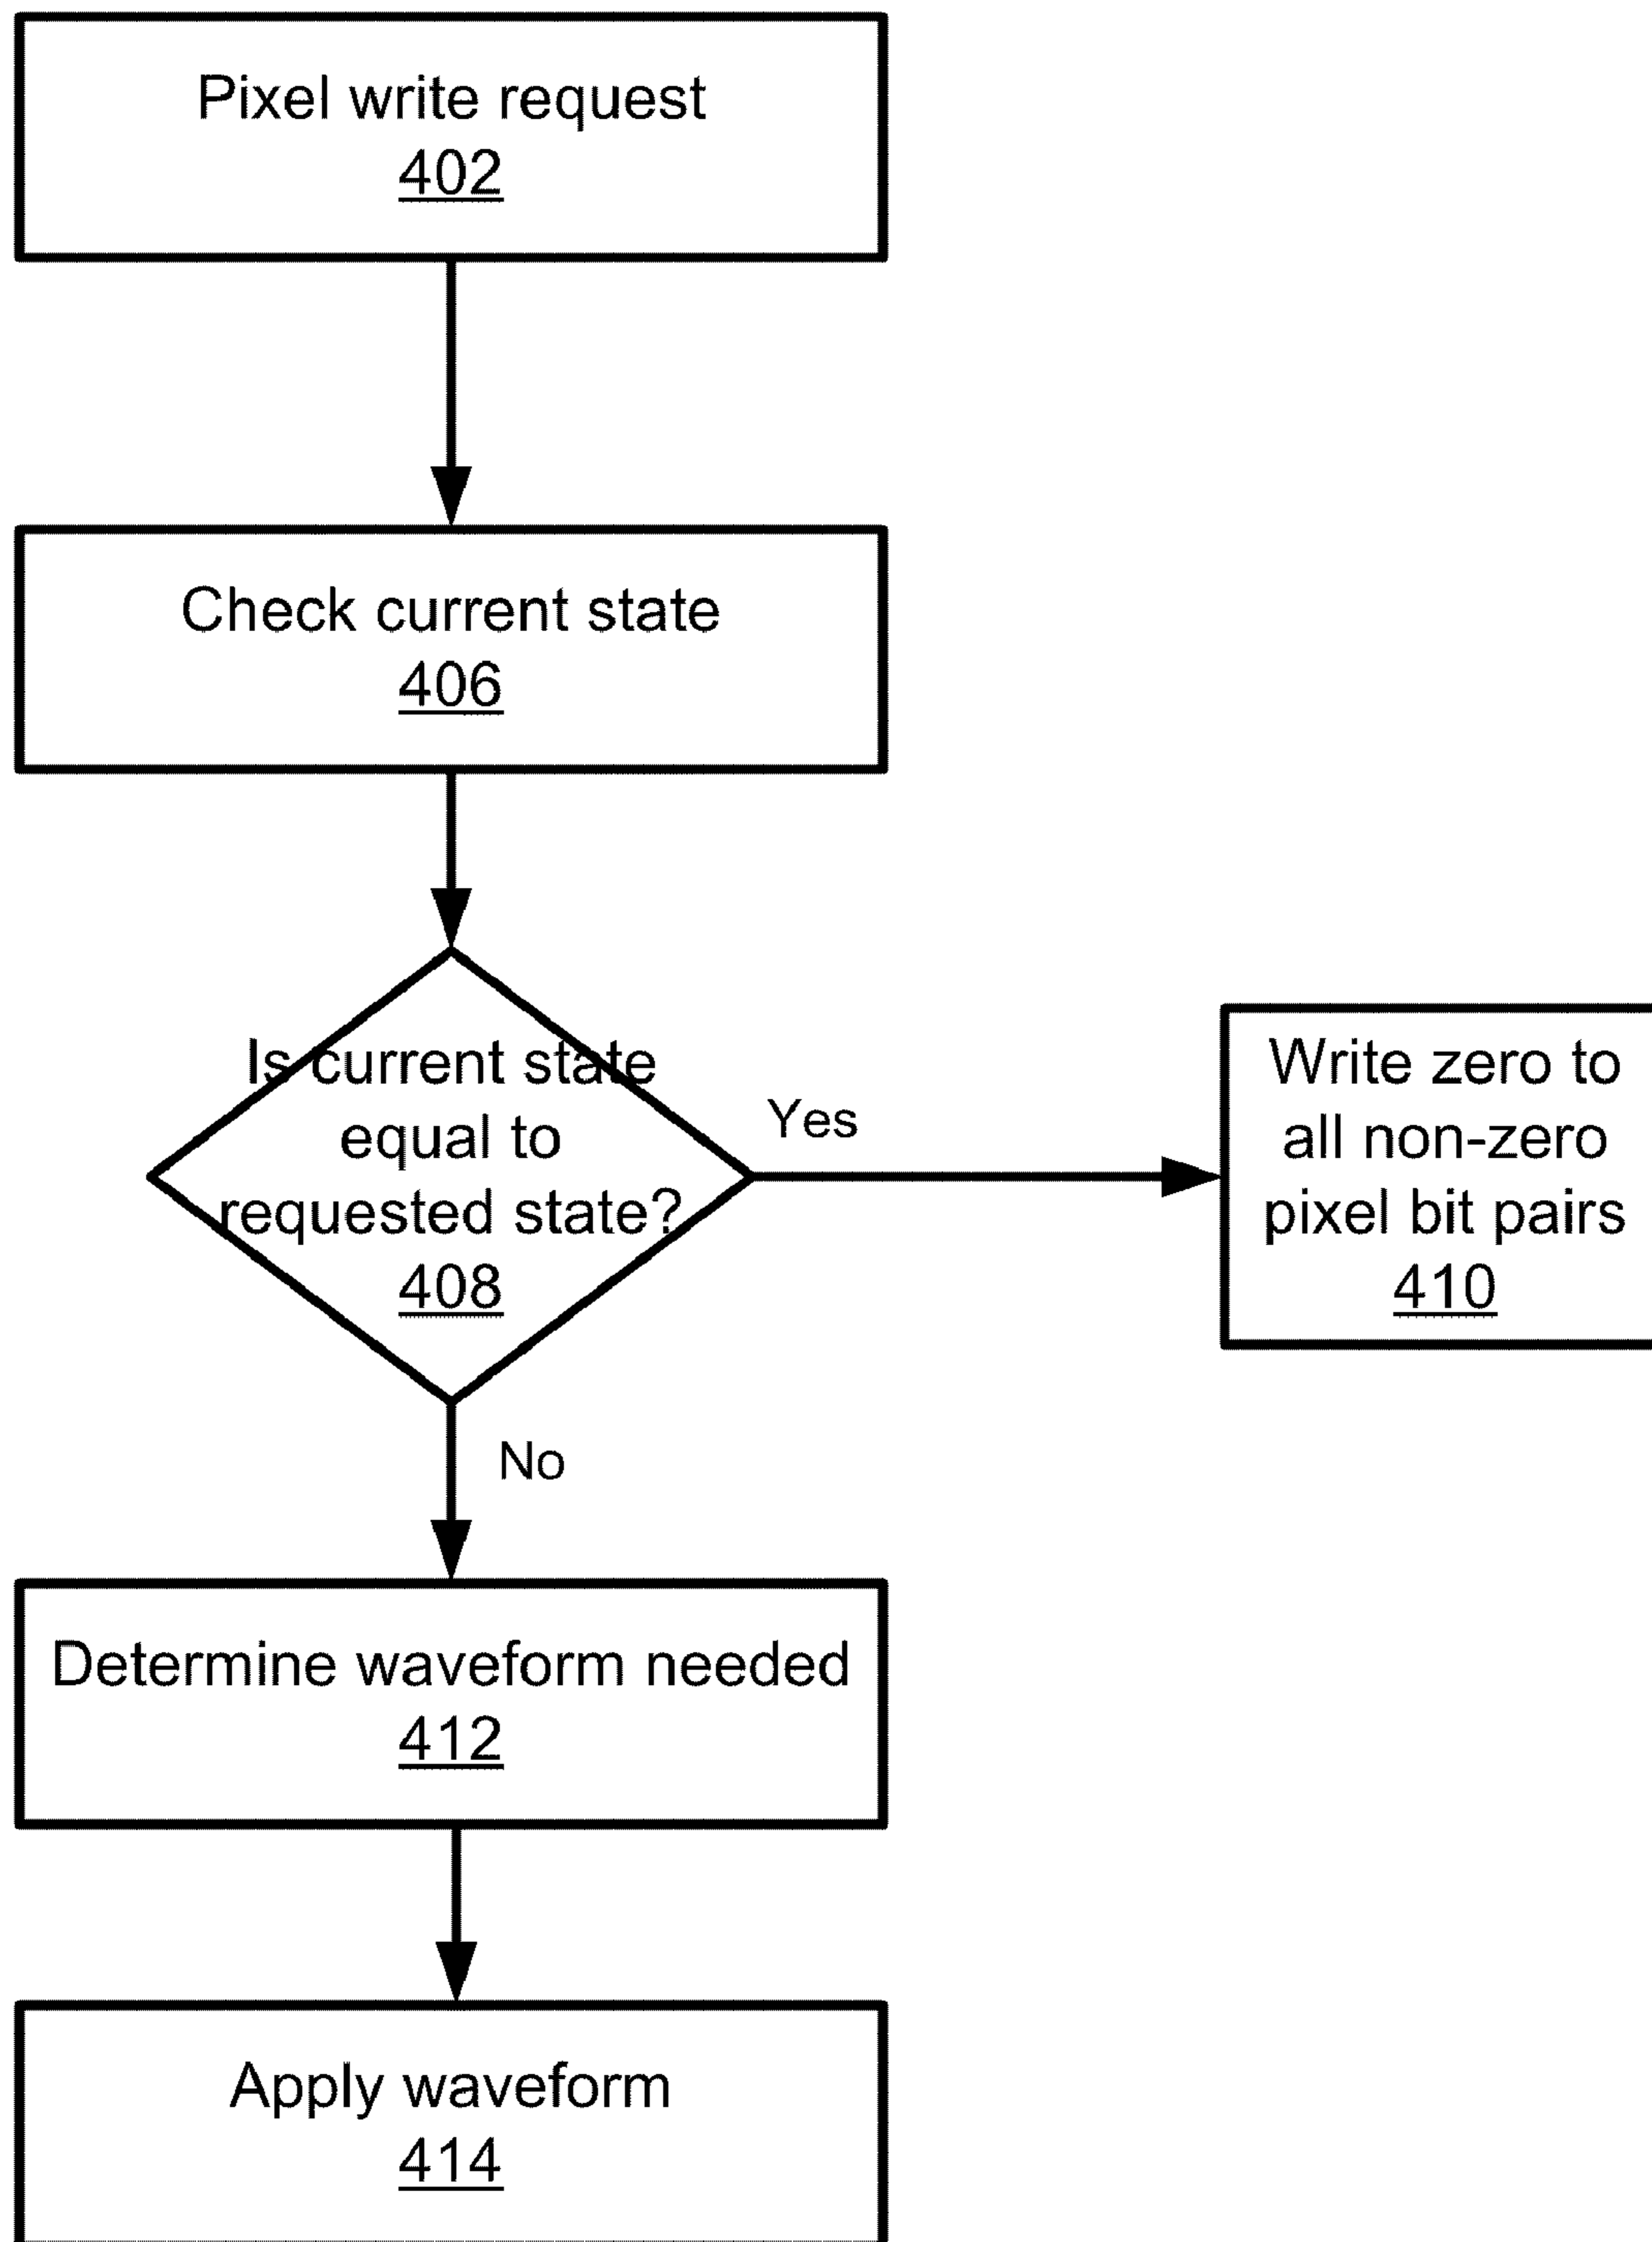 Pixel write request
402
Check current state
406
Is current state
equal to
requested state?
408
Yes
Write zero to
all non-zero
pixel bit pairs
410
No
Determine waveform needed
412
Apply waveform
414